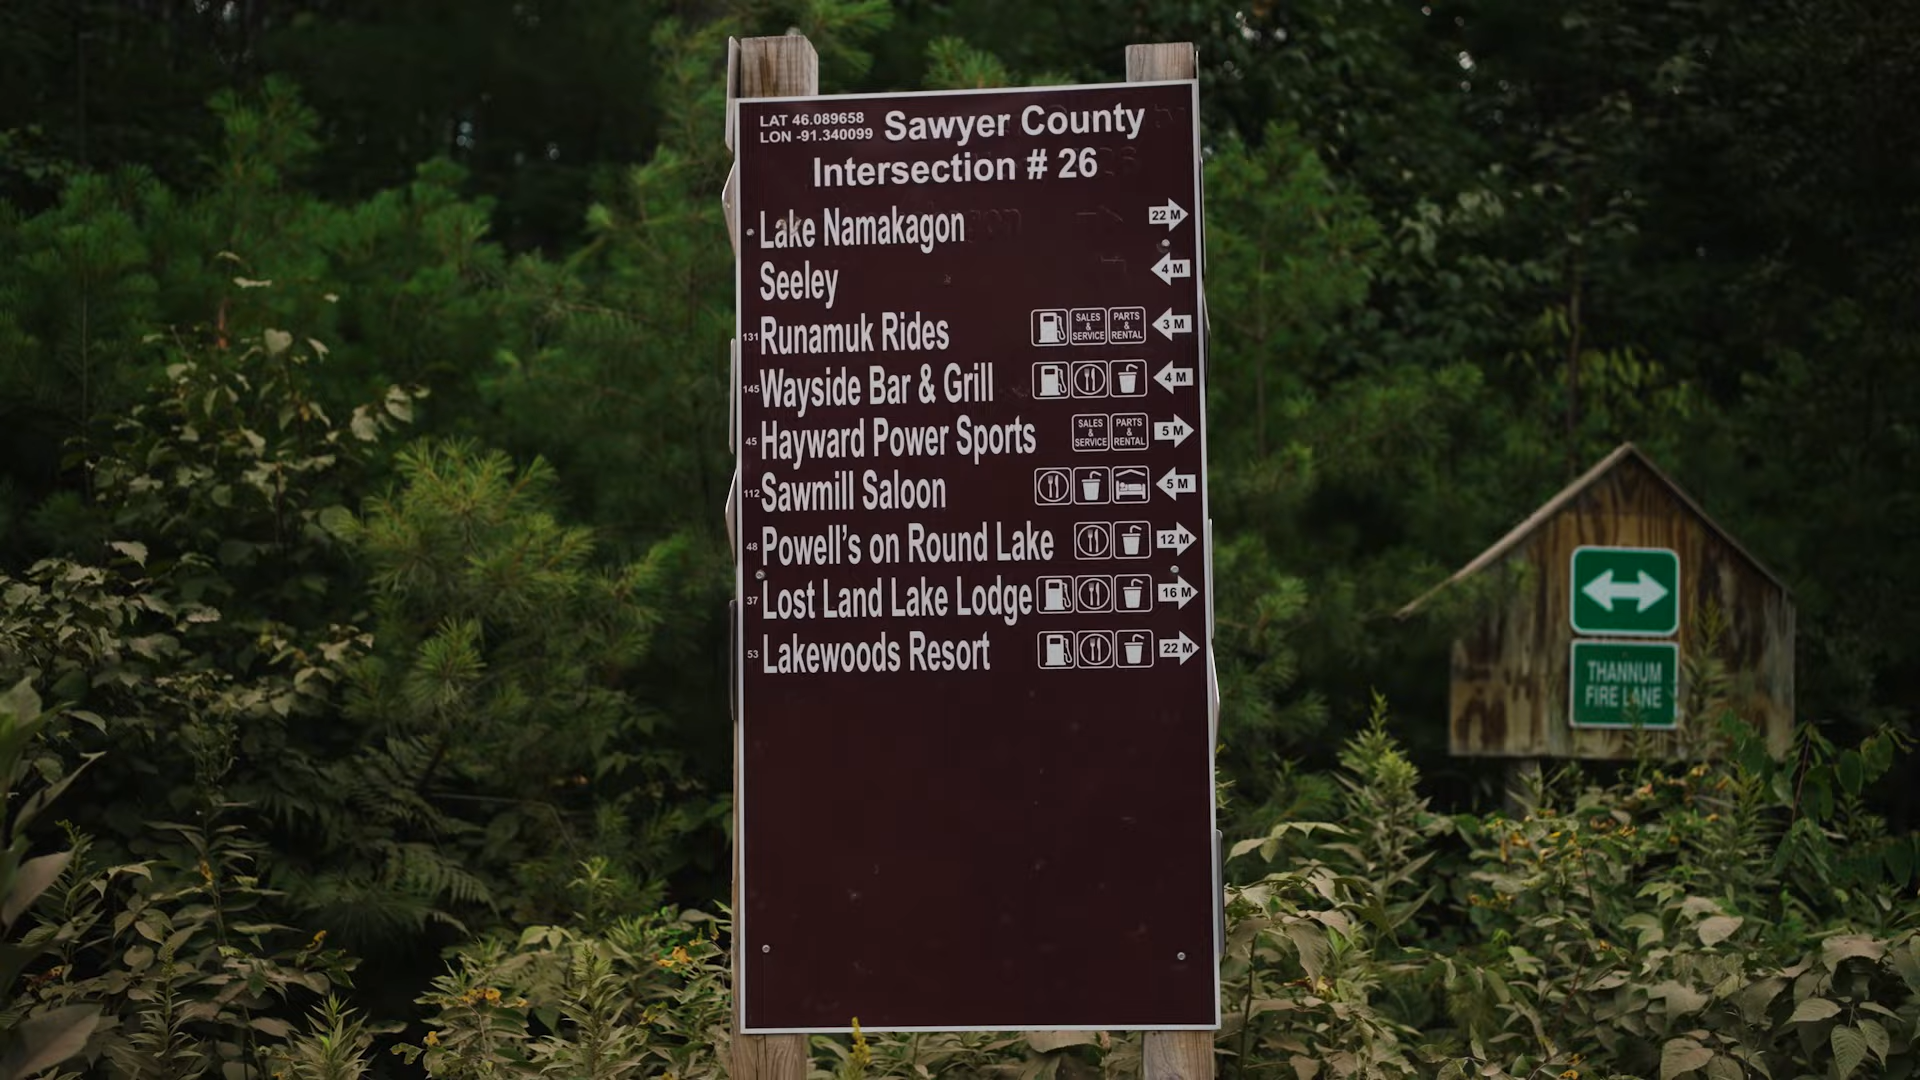 LAT 46.089658
LON -91.340099
Sawyer County
Intersection # 26
Lake Namakagon 22 M
Seeley 4 M
131 Runamuk Rides SALES & SERVICE PARTS & RENTAL 3 M
145 Wayside Bar & Grill 4 M
45 Hayward Power Sports SALES & SERVICE PARTS & RENTAL 5 M
112 Sawmill Saloon 5 M
48 Powell's on Round Lake 12 M
37 Lost Land Lake Lodge 16 M
53 Lakewoods Resort 22 M
THANNUM
FIRE LANE